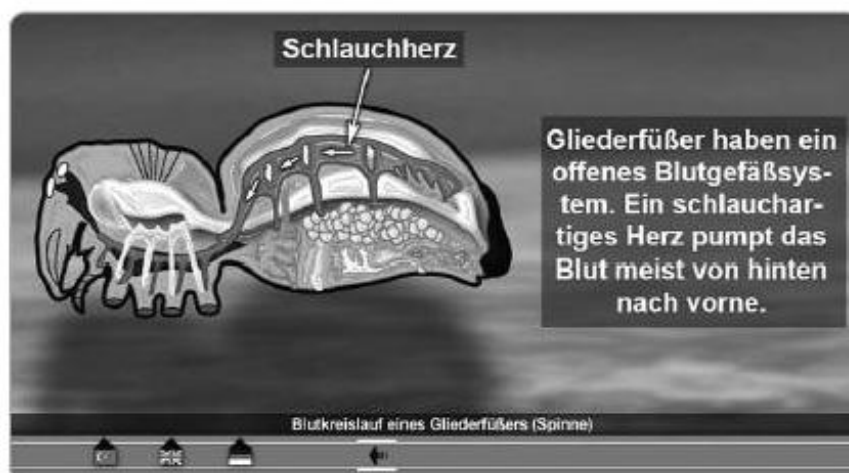 Schlauchherz
Gliederfüßer haben ein
offenes Blutgefäßsys-
tem. Ein schlauchar-
tiges Herz pumpt das
Blut meist von hinten
nach vorne.
Blutkreislauf eines Gliederfüßers (Spinne)